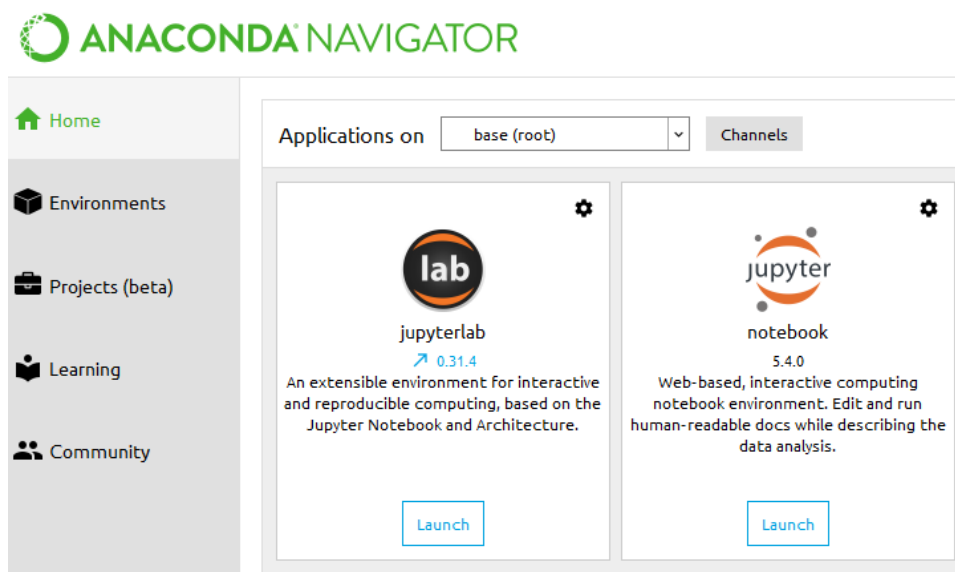 ANACONDA NAVIGATOR
Home
Environments
Projects (beta)
Learning
Community
Applications on base (root) Channels
lab
jupyterlab
0.31.4
An extensible environment for interactive
and reproducible computing, based on the
Jupyter Notebook and Architecture.
Launch
jupyter
notebook
5.4.0
Web-based, interactive computing
notebook environment. Edit and run
human-readable docs while describing the
data analysis.
Launch